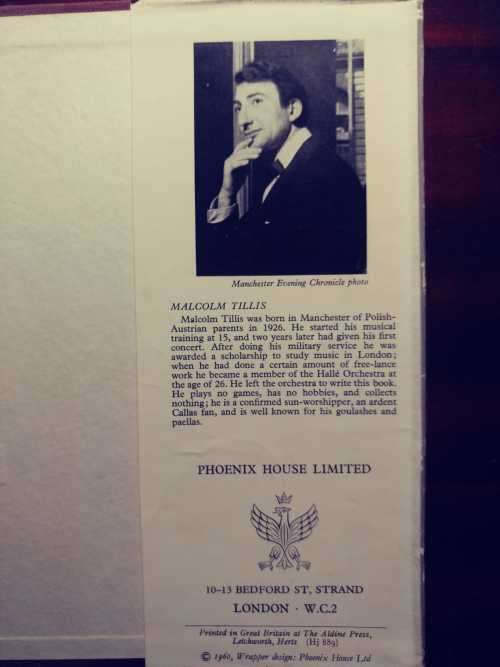 Manchester Evening Chronicle photo
MALCOLM TILLIS
Malcolm Tillis was born in Manchester of Polish-
Austrian parents in 1926. He started his musical
training at 15, and two years later had given his first
concert. After doing his military service he was
awarded a scholarship to study music in London;
when he had done a certain amount of free-lance
work he became a member of the Hallé Orchestra at
the age of 26. He left the orchestra to write this book.
He plays no games, has no hobbies, and collects
nothing; he is a confirmed sun-worshipper, an ardent
Callas fan, and is well known for his goulashes and
paellas.
PHOENIX HOUSE LIMITED
10–13 BEDFORD ST, STRAND
LONDON · W.C.2
Printed in Great Britain at The Aldine Press,
Letchworth, Herts (Hj 889)
© 1960, Wrapper design: Phoenix House Ltd